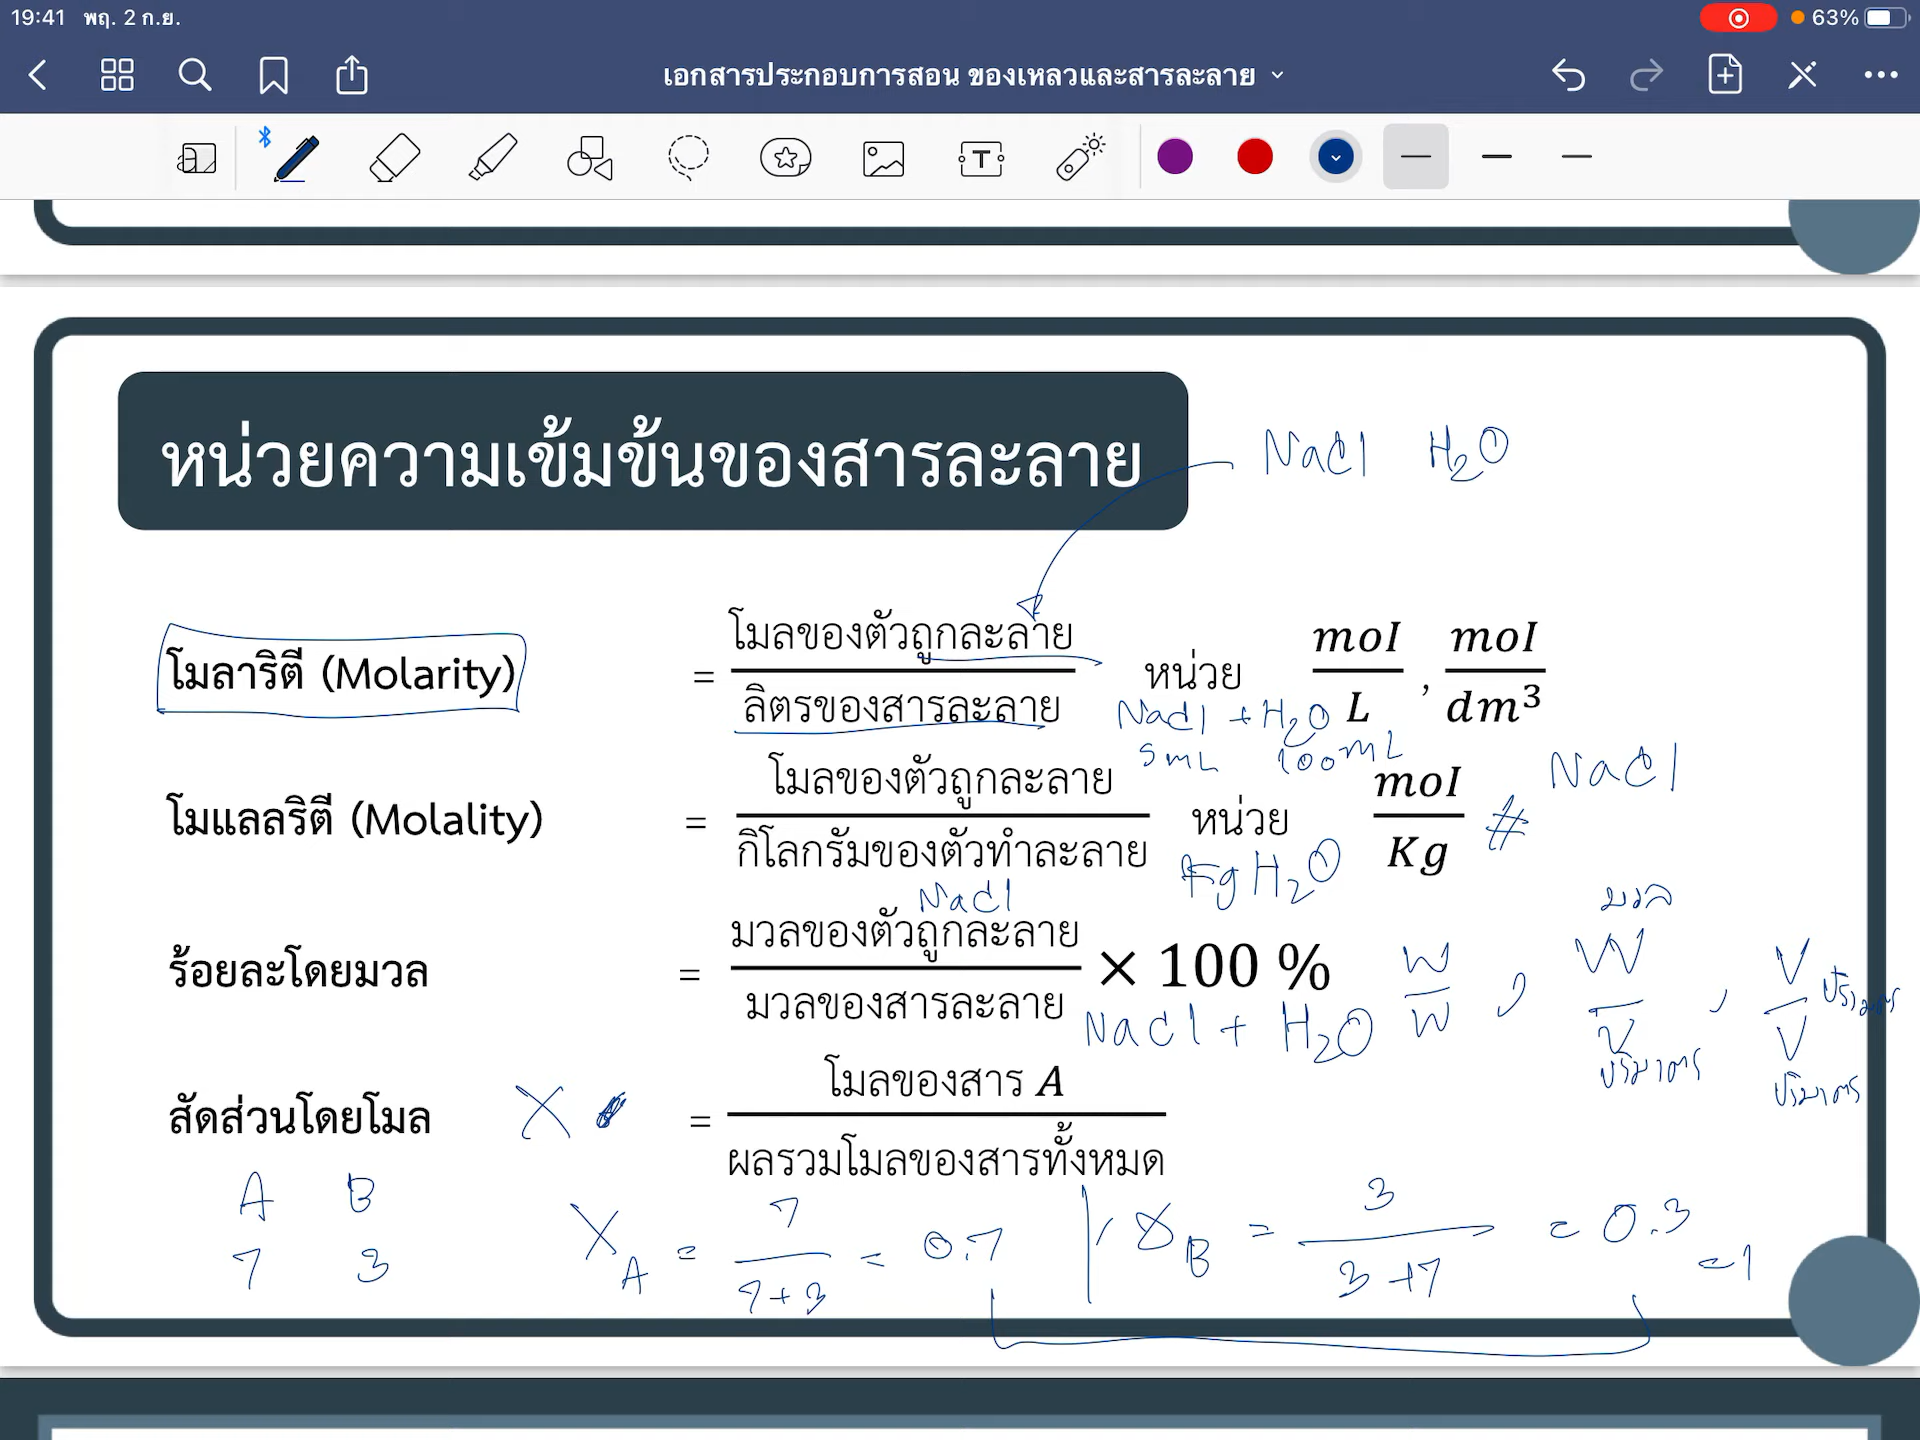 19:41 พฤ. 2 ก.ย.
63%
เอกสารประกอบการสอน ของเหลวและสารละลาย
หน่วยความเข้มข้นของสารละลาย
NaCl H₂O
โมลาริตี (Molarity) = โมลของตัวถูกละลาย / ลิตรของสารละลาย หน่วย mol/L , mol/dm³
NaCl + H₂O
5 mL 100 mL
โมแลลริตี (Molality) = โมลของตัวถูกละลาย / กิโลกรัมของตัวทำละลาย หน่วย mol/Kg # NaCl
Kg H₂O
NaCl
ร้อยละโดยมวล = มวลของตัวถูกละลาย / มวลของสารละลาย × 100 % W/W , W/V , V/V
มวล
ปริมาตร
NaCl + H₂O
ปริมาตร
ปริมาตร
สัดส่วนโดยโมล X = โมลของสาร A / ผลรวมโมลของสารทั้งหมด
A B
7 3
X_A = 7 / 7+3 = 0.7
X_B = 3 / 3+7 = 0.3
=1